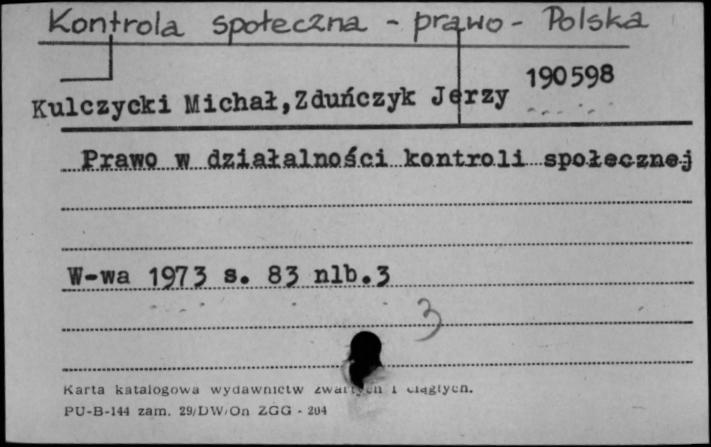 Kontrola społeczna - prawo - Polska
190598
Kulczycki Michał, Zduńczyk Jerzy
Prawo w działalności kontroli społecznej
W-wa 1973 s. 83 nlb.3
3
Karta katalogowa wydawnictw zwartych i ciągłych.
PU-B-144 zam. 29/DW/On ZGG - 204